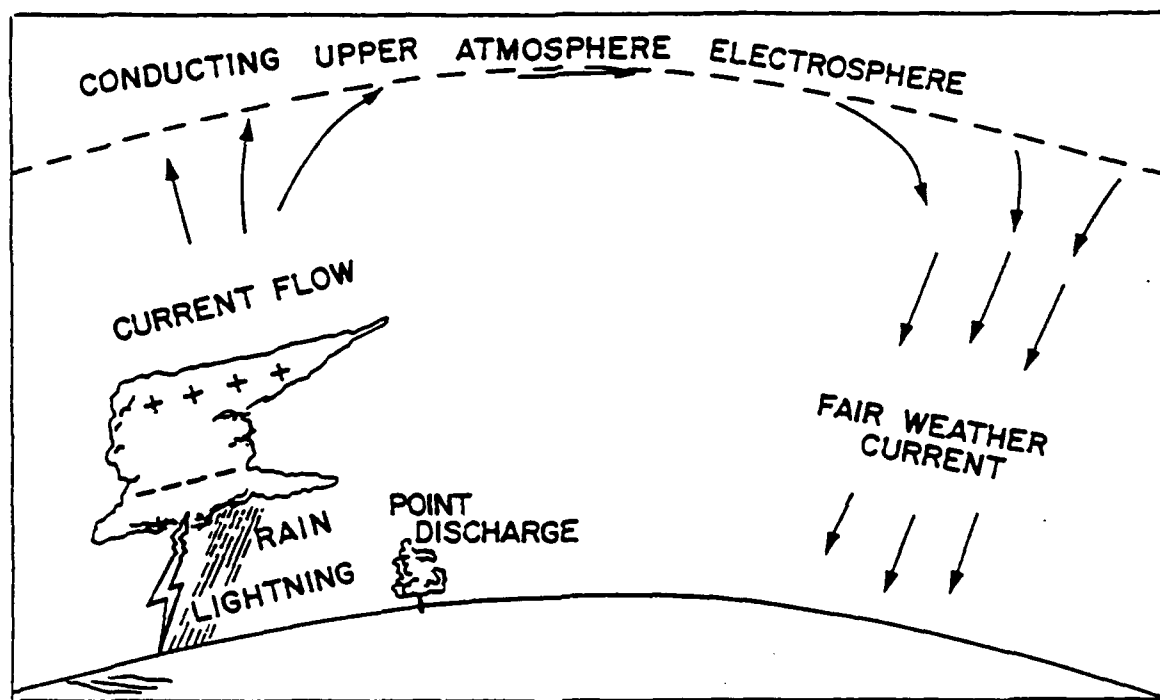 CONDUCTING UPPER ATMOSPHERE ELECTROSPHERE
CURRENT FLOW
+ + + +
FAIR WEATHER
CURRENT
POINT
DISCHARGE
RAIN
LIGHTNING